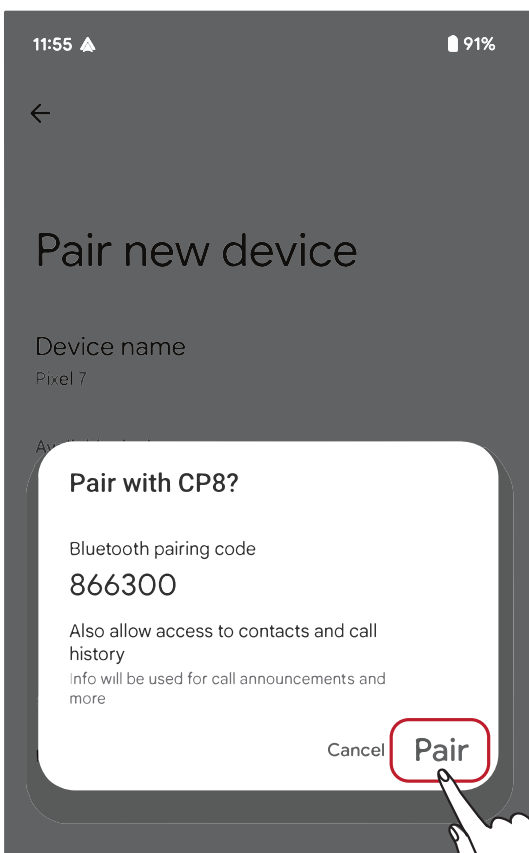 11:55
91%
Pair new device
Device name
Pixel 7
Pair with CP8?
Bluetooth pairing code
866300
Also allow access to contacts and call
history
Info will be used for call announcements and
more
Cancel Pair